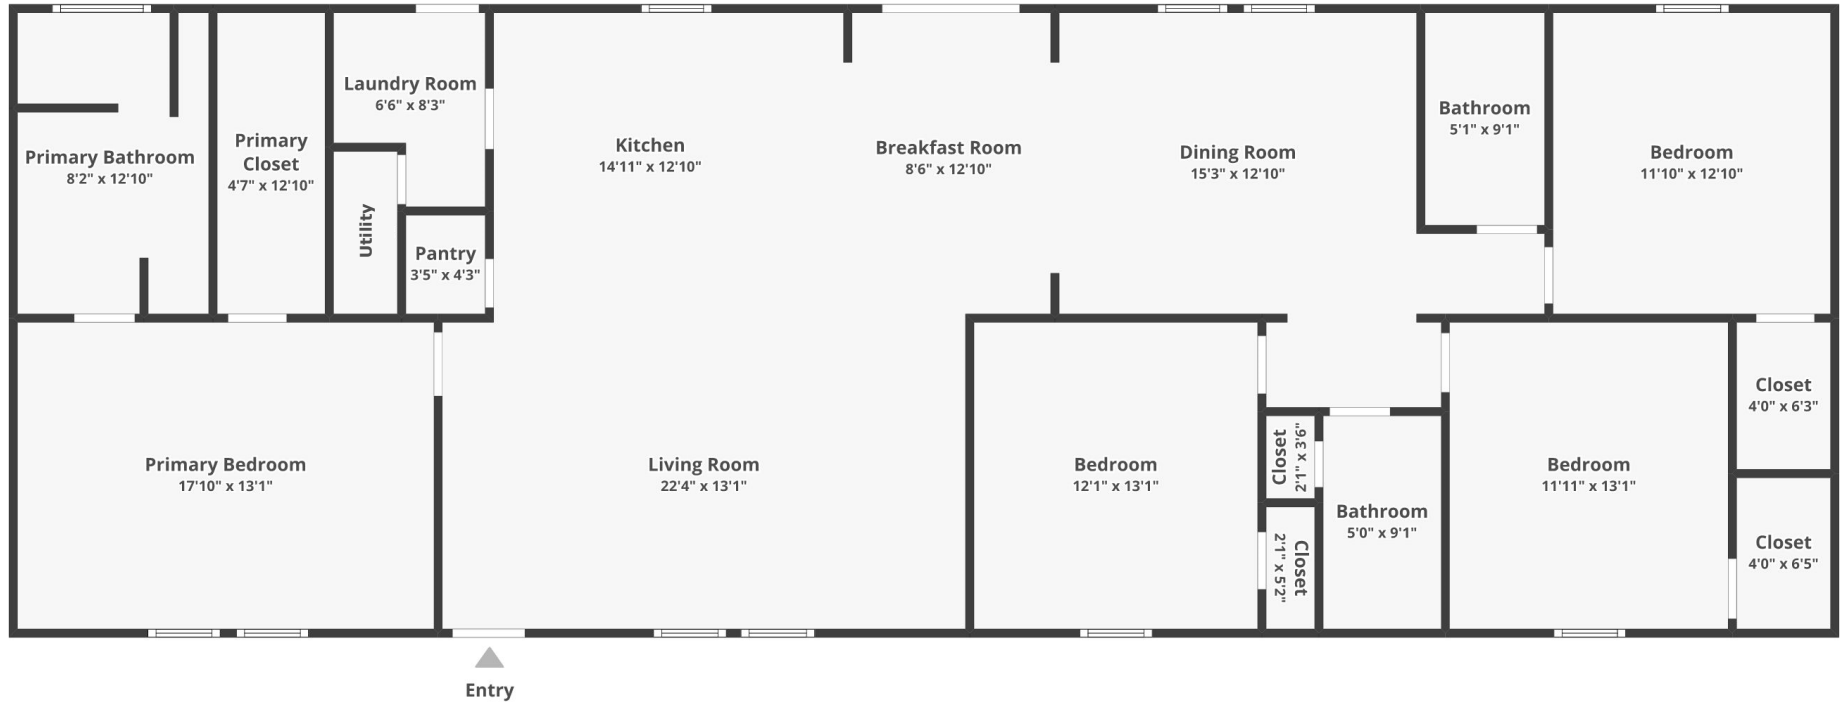 Primary Bathroom
8'2" x 12'10"
Primary
Closet
4'7" x 12'10"
Laundry Room
6'6" x 8'3"
Utility
Pantry
3'5" x 4'3"
Kitchen
14'11" x 12'10"
Breakfast Room
8'6" x 12'10"
Dining Room
15'3" x 12'10"
Bathroom
5'1" x 9'1"
Bedroom
11'10" x 12'10"
Primary Bedroom
17'10" x 13'1"
Living Room
22'4" x 13'1"
Bedroom
12'1" x 13'1"
Closet
2'1" x 3'6"
Closet
2'1" x 5'2"
Bathroom
5'0" x 9'1"
Bedroom
11'11" x 13'1"
Closet
4'0" x 6'3"
Closet
4'0" x 6'5"
Entry